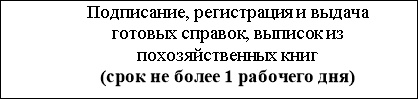 Подписание, регистрация и выдача
готовых справок, выписок из
похозяйственных книг
(срок не более 1 рабочего дня)